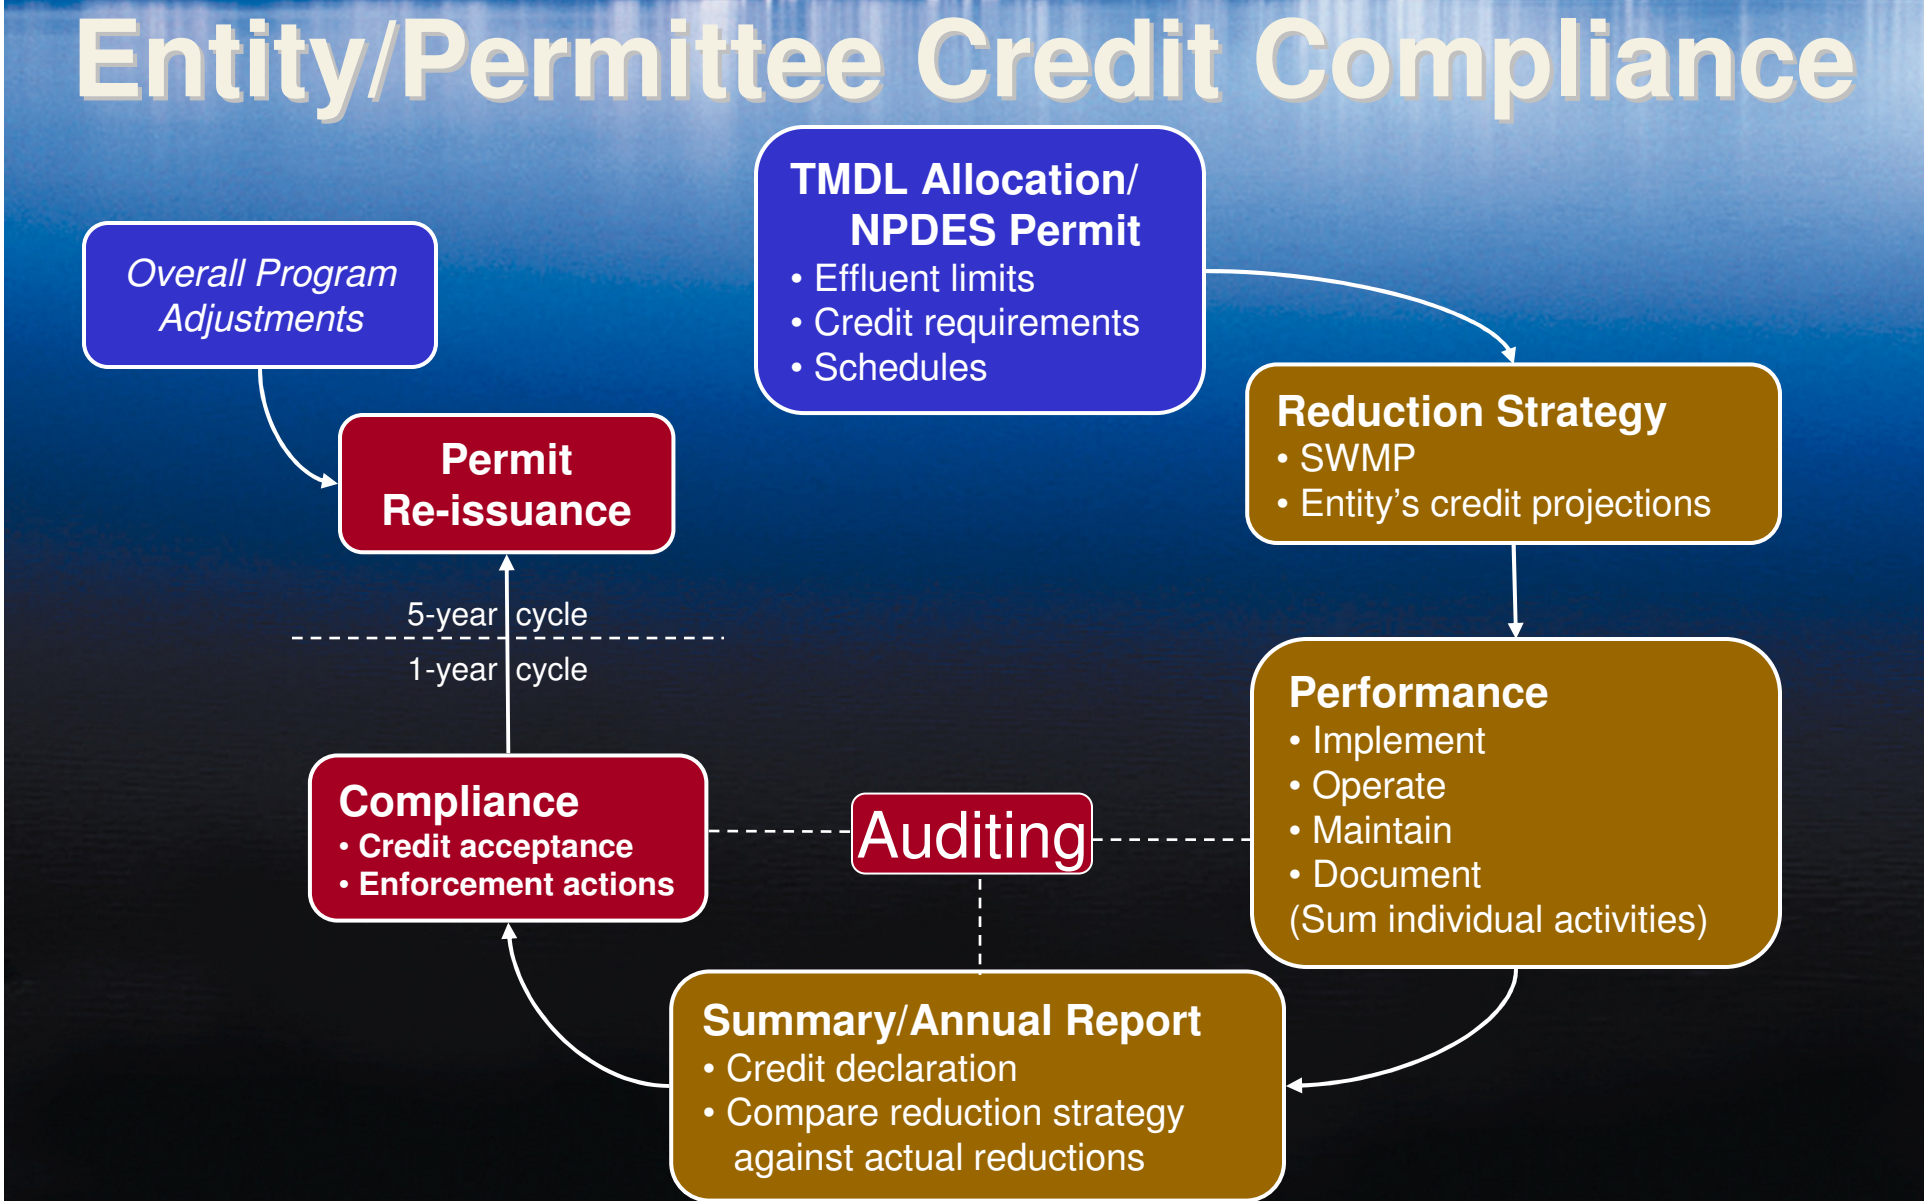 Entity/Permittee Credit Compliance
TMDL Allocation/
NPDES Permit
• Effluent limits
• Credit requirements
• Schedules
Overall Program
Adjustments
Reduction Strategy
• SWMP
• Entity’s credit projections
Permit
Re-issuance
5-year cycle
1-year cycle
Performance
• Implement
• Operate
• Maintain
• Document
(Sum individual activities)
Compliance
• Credit acceptance
• Enforcement actions
Auditing
Summary/Annual Report
• Credit declaration
• Compare reduction strategy
against actual reductions